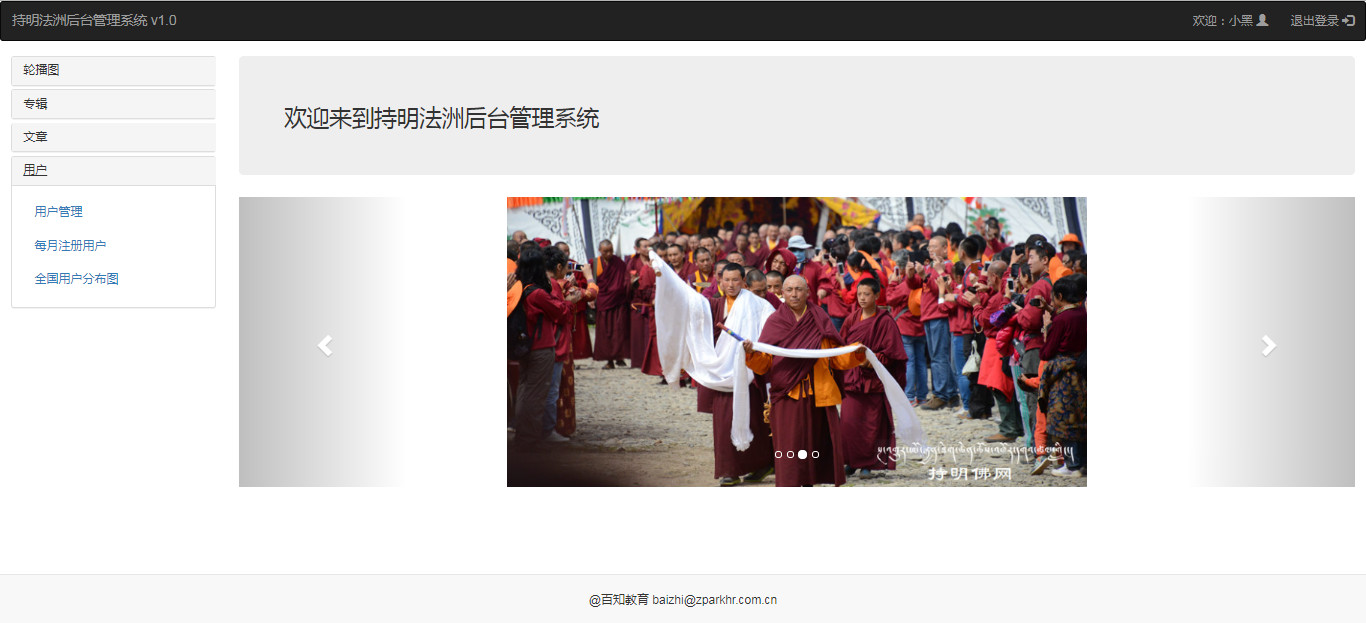 持明法洲后台管理系统 v1.0
欢迎：小黑
退出登录
轮播图
专辑
文章
用户
用户管理
每月注册用户
全国用户分布图
欢迎来到持明法洲后台管理系统
持明佛网
@百知教育 baizhi@zparkhr.com.cn